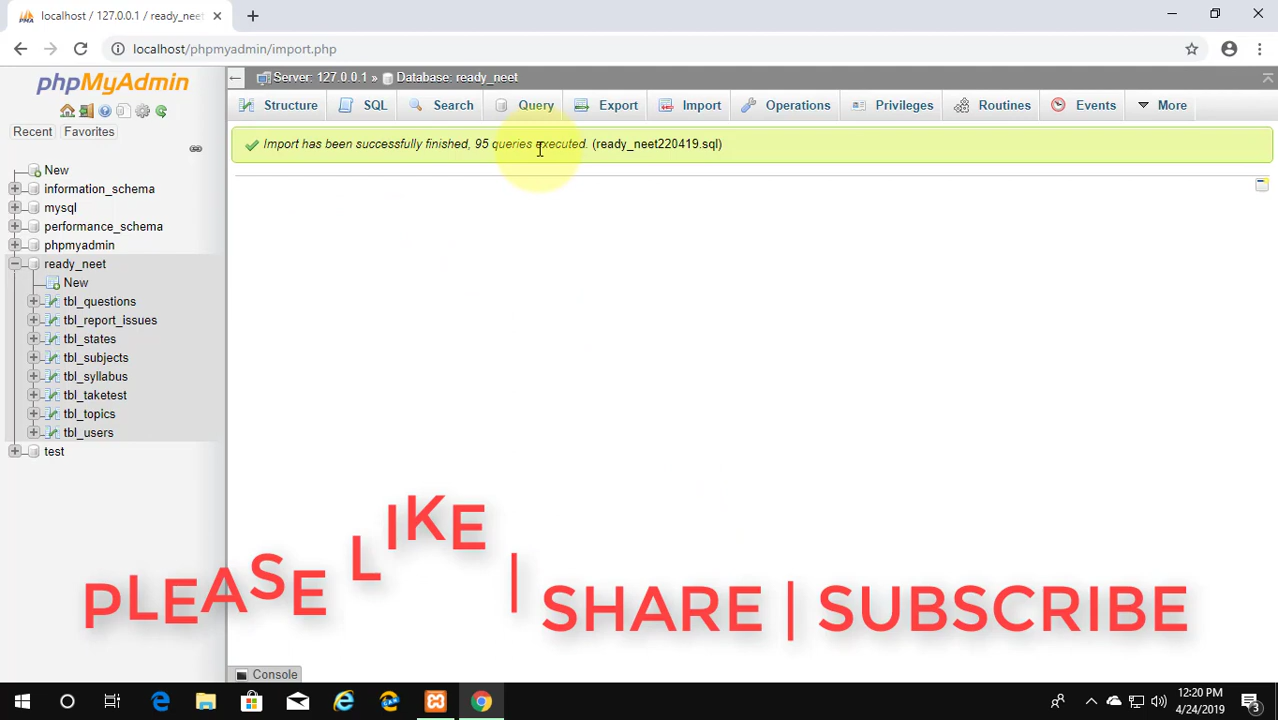 localhost / 127.0.0.1 / ready_neet
localhost/phpmyadmin/import.php
phpMyAdmin
Recent Favorites
New
information_schema
mysql
performance_schema
phpmyadmin
ready_neet
New
tbl_questions
tbl_report_issues
tbl_states
tbl_subjects
tbl_syllabus
tbl_taketest
tbl_topics
tbl_users
test
Server: 127.0.0.1 » Database: ready_neet
Structure SQL Search Query Export Import Operations Privileges Routines Events More
Import has been successfully finished, 95 queries executed. (ready_neet220419.sql)
PLEASE LIKE | SHARE | SUBSCRIBE
Console
12:20 PM
4/24/2019
3